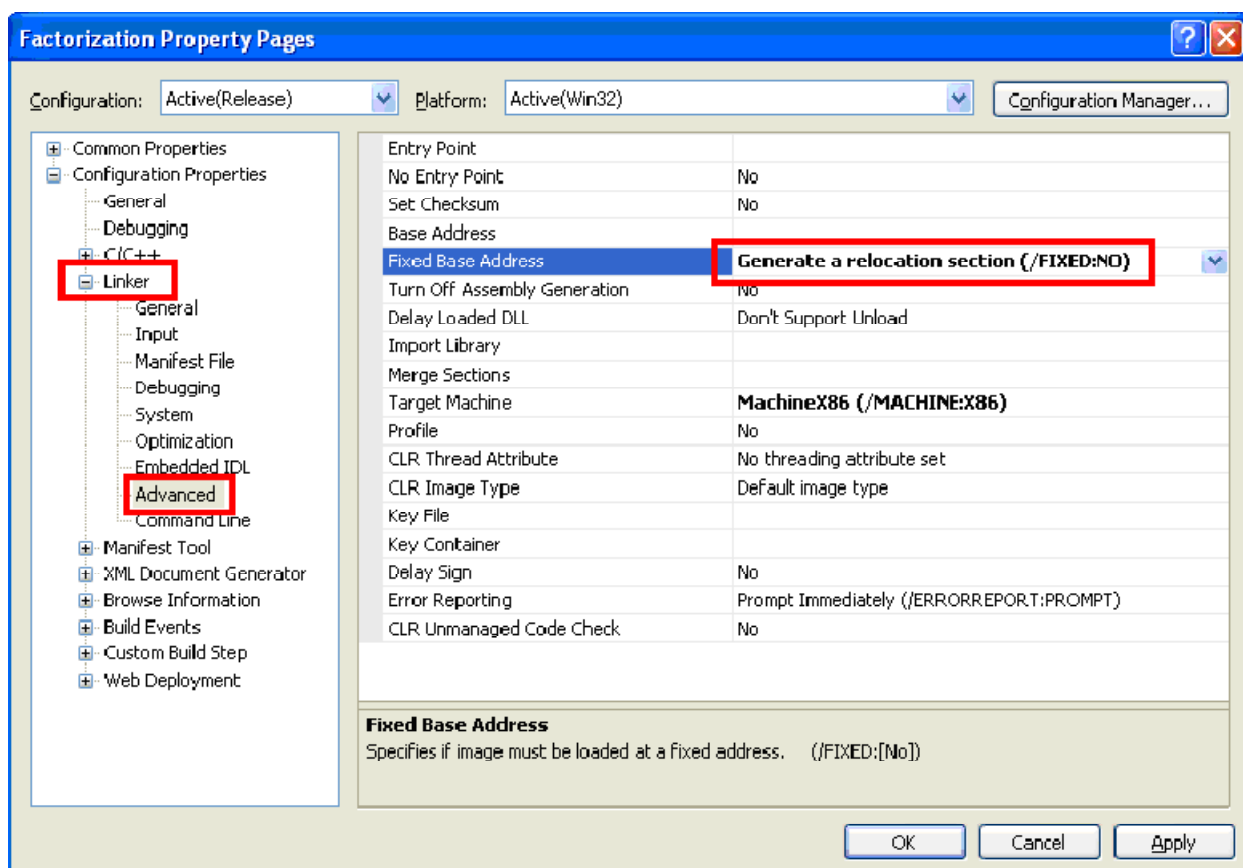 Factorization Property Pages
Configuration: Active(Release) Platform: Active(Win32) Configuration Manager...
Common Properties
Configuration Properties
General
Debugging
C/C++
Linker
General
Input
Manifest File
Debugging
System
Optimization
Embedded IDL
Advanced
Command Line
Manifest Tool
XML Document Generator
Browse Information
Build Events
Custom Build Step
Web Deployment
Entry Point
No Entry Point No
Set Checksum No
Base Address
Fixed Base Address Generate a relocation section (/FIXED:NO)
Turn Off Assembly Generation No
Delay Loaded DLL Don't Support Unload
Import Library
Merge Sections
Target Machine MachineX86 (/MACHINE:X86)
Profile No
CLR Thread Attribute No threading attribute set
CLR Image Type Default image type
Key File
Key Container
Delay Sign No
Error Reporting Prompt Immediately (/ERRORREPORT:PROMPT)
CLR Unmanaged Code Check No
Fixed Base Address
Specifies if image must be loaded at a fixed address. (/FIXED:[No])
OK Cancel Apply